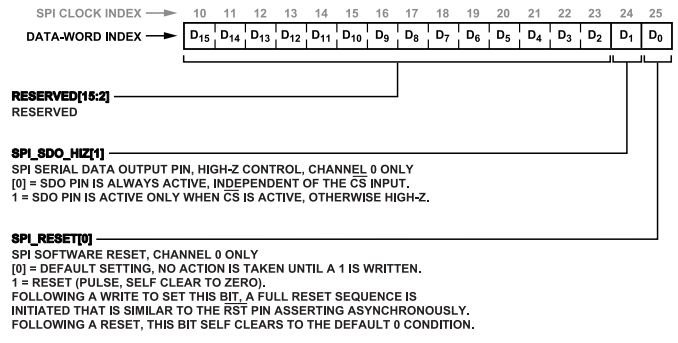 SPI CLOCK INDEX 10 11 12 13 14 15 16 17 18 19 20 21 22 23 24 25
DATA-WORD INDEX D15 D14 D13 D12 D11 D10 D9 D8 D7 D6 D5 D4 D3 D2 D1 D0
RESERVED[15:2]
RESERVED
SPI_SDO_HIZ[1]
SPI SERIAL DATA OUTPUT PIN, HIGH-Z CONTROL, CHANNEL 0 ONLY
[0] = SDO PIN IS ALWAYS ACTIVE, INDEPENDENT OF THE C̅S̅ INPUT.
1 = SDO PIN IS ACTIVE ONLY WHEN C̅S̅ IS ACTIVE, OTHERWISE HIGH-Z.
SPI_RESET[0]
SPI SOFTWARE RESET, CHANNEL 0 ONLY
[0] = DEFAULT SETTING, NO ACTION IS TAKEN UNTIL A 1 IS WRITTEN.
1 = RESET (PULSE, SELF CLEAR TO ZERO).
FOLLOWING A WRITE TO SET THIS BIT, A FULL RESET SEQUENCE IS
INITIATED THAT IS SIMILAR TO THE R̅S̅T̅ PIN ASSERTING ASYNCHRONOUSLY.
FOLLOWING A RESET, THIS BIT SELF CLEARS TO THE DEFAULT 0 CONDITION.